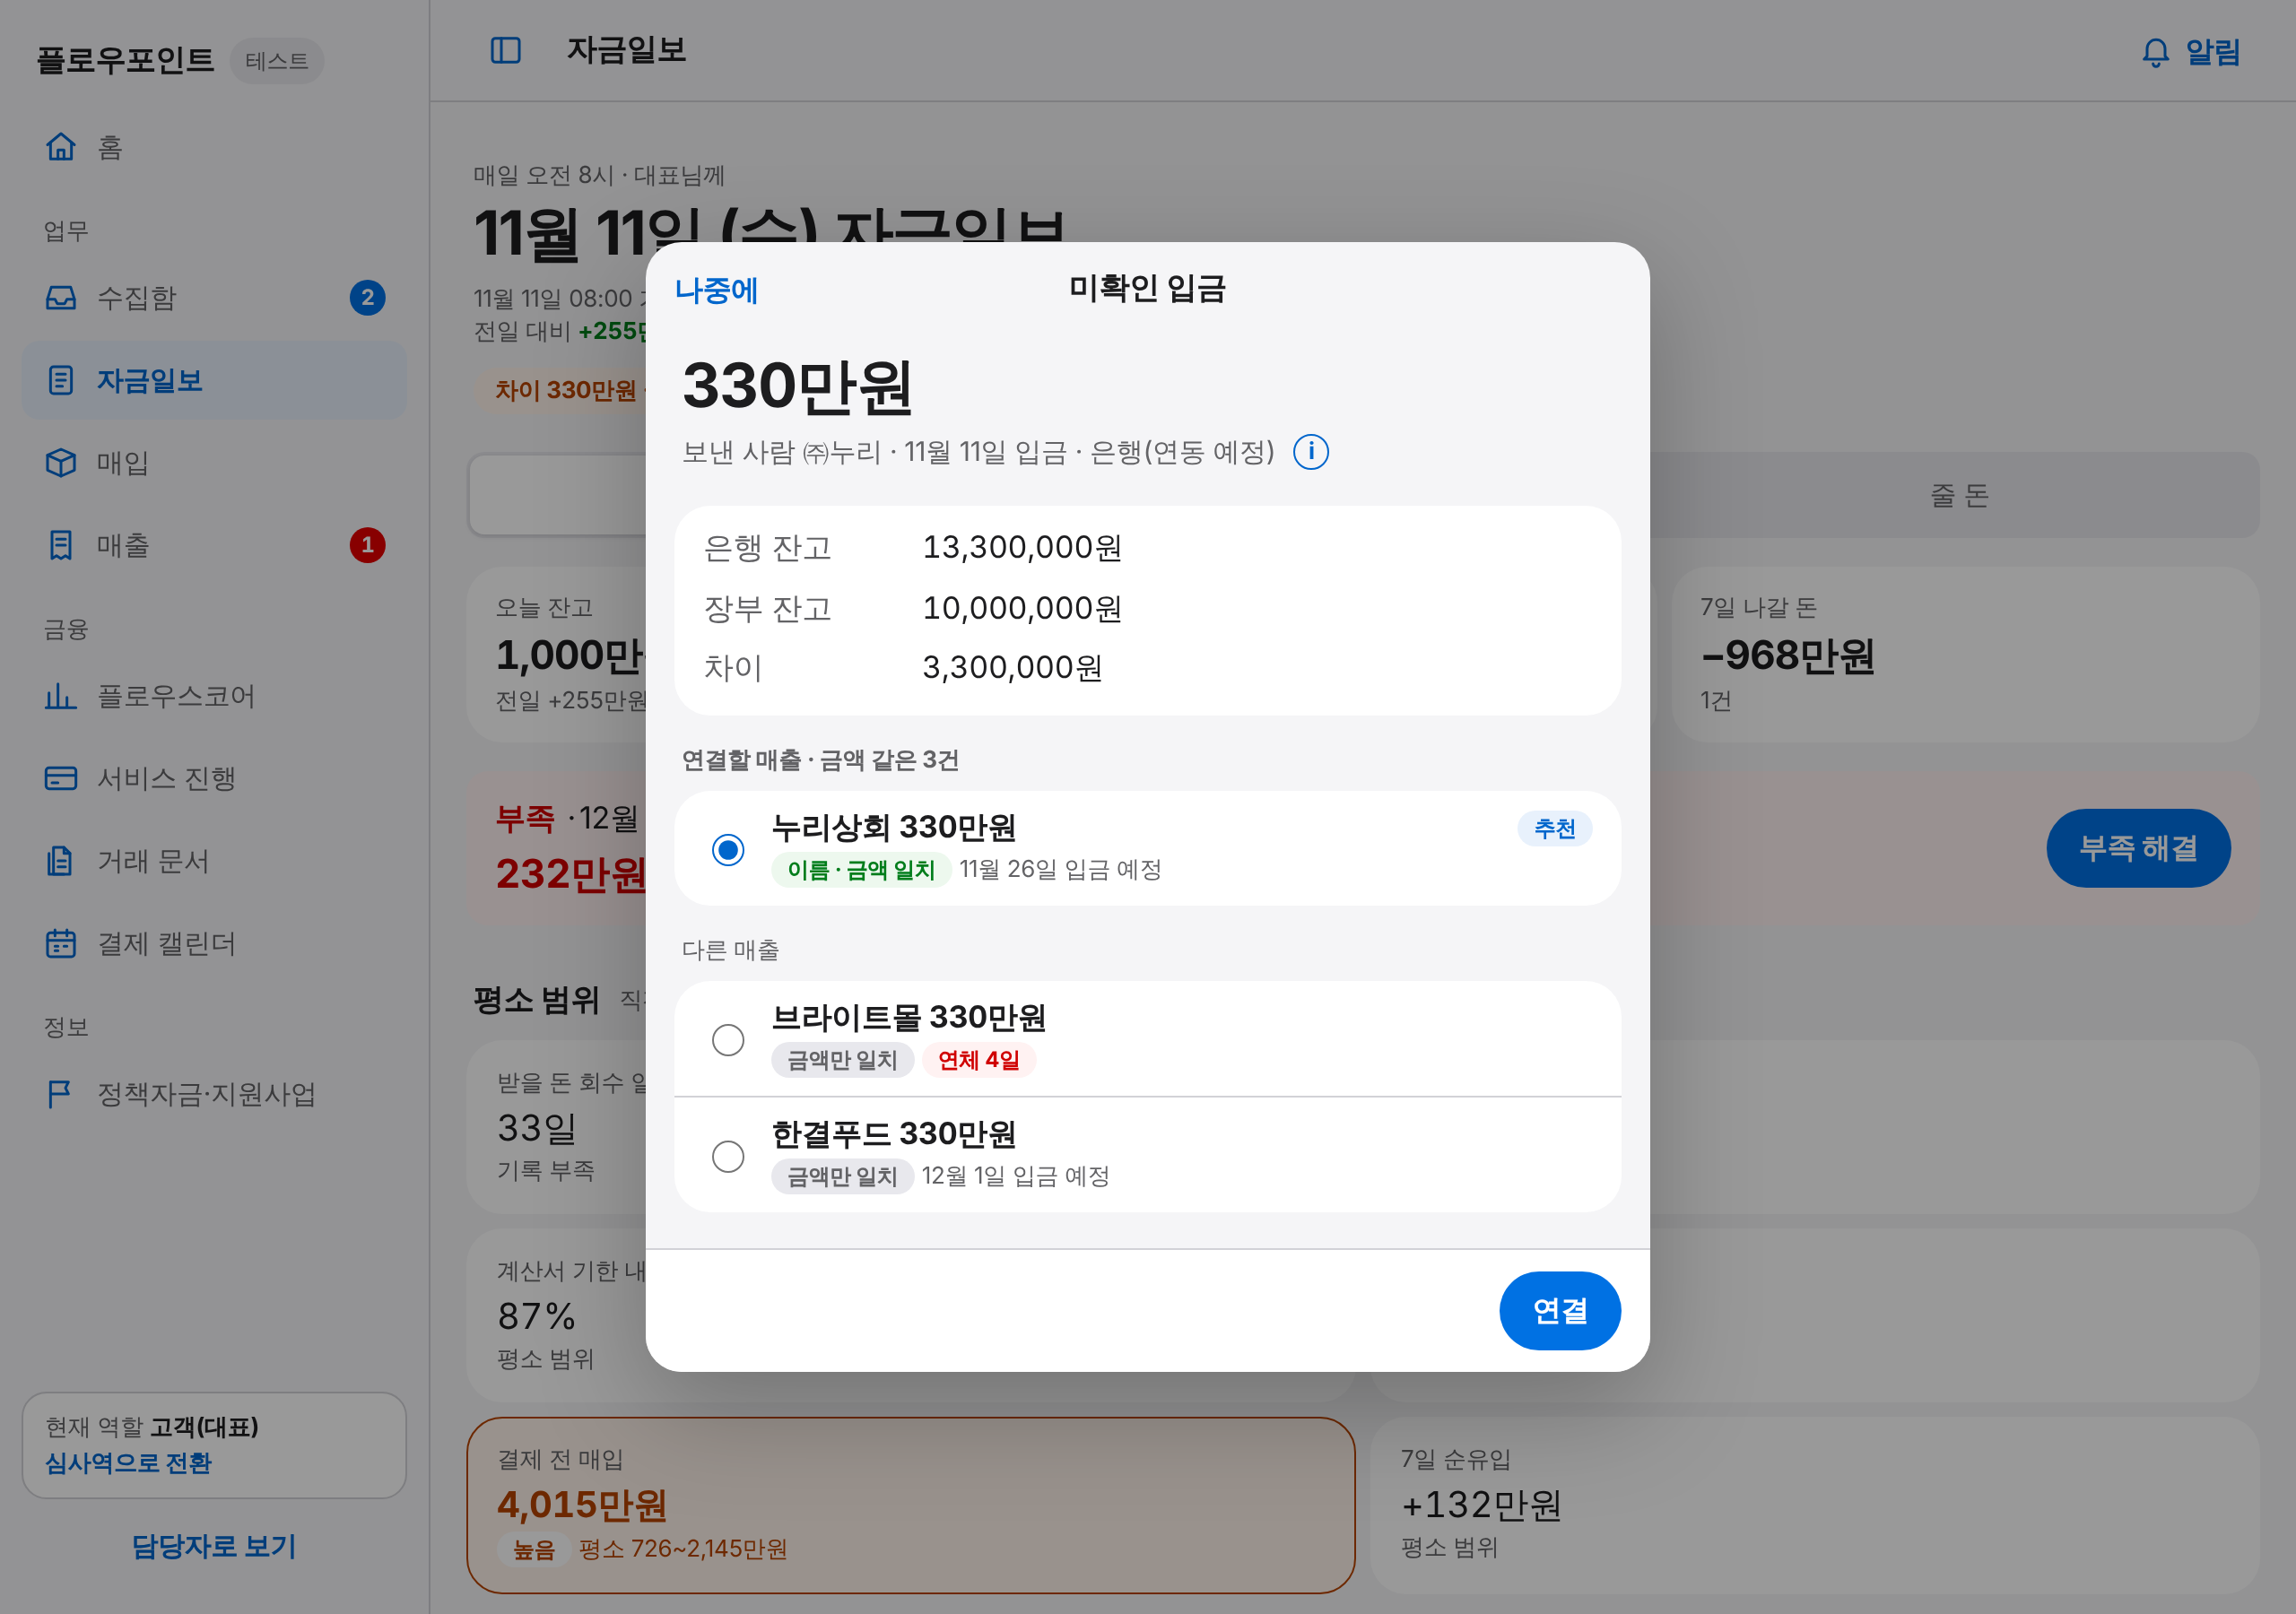 플로우포인트 테스트
홈
업무
수집함 2
자금일보
매입
매출 1
금융
플로우스코어
서비스 진행
거래 문서
결제 캘린더
정보
정책자금·지원사업
현재 역할 고객(대표)
심사역으로 전환
담당자로 보기
자금일보
알림
매일 오전 8시 · 대표님께
11월 11일 (수) 자금일보
11월 11일 08:00
전일 대비 +255만
차이 330만원
줄 돈
오늘 잔고
1,000만
전일 +255만원
7일 나갈 돈
−968만원
1건
부족 · 12월
232만원
부족 해결
평소 범위
받을 돈 회수
33일
기록 부족
계산서 기한 내
87%
평소 범위
결제 전 매입
4,015만원
높음 평소 726~2,145만원
7일 순유입
+132만원
평소 범위
나중에
미확인 입금
330만원
보낸 사람 ㈜누리 · 11월 11일 입금 · 은행(연동 예정) i
은행 잔고 13,300,000원
장부 잔고 10,000,000원
차이 3,300,000원
연결할 매출 · 금액 같은 3건
누리상회 330만원 추천
이름 · 금액 일치 11월 26일 입금 예정
다른 매출
브라이트몰 330만원
금액만 일치 연체 4일
한결푸드 330만원
금액만 일치 12월 1일 입금 예정
연결